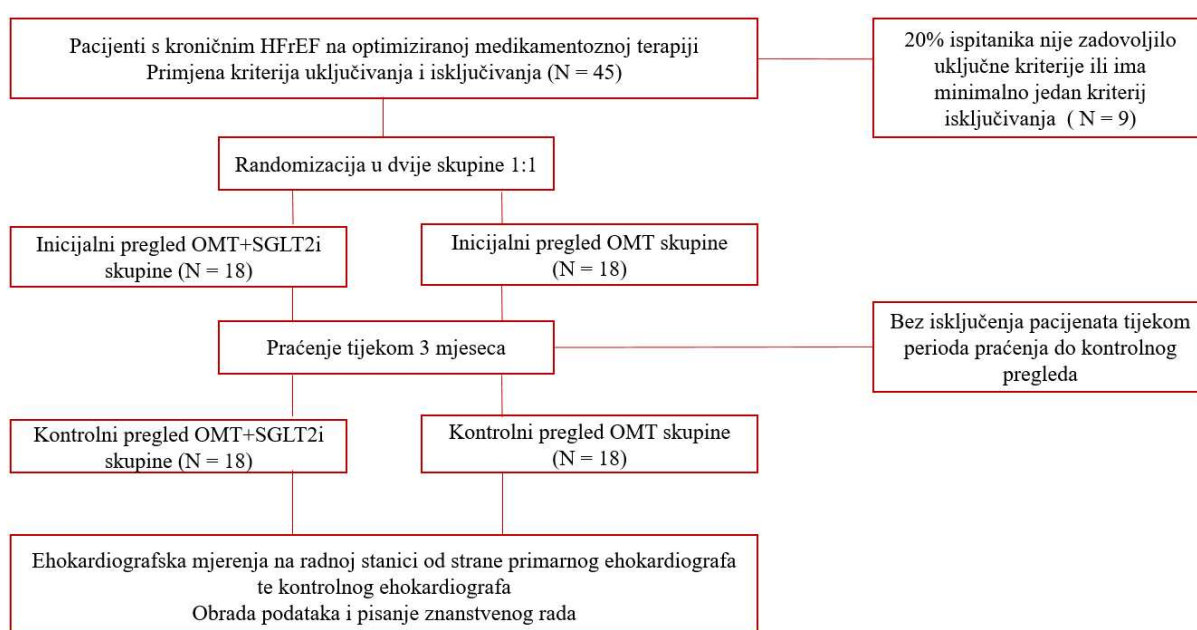 Pacijenti s kroničnim HFrEF na optimiziranoj medikamentoznoj terapiji
Primjena kriterija uključivanja i isključivanja (N = 45)
20% ispitanika nije zadovoljilo
uključne kriterije ili ima
minimalno jedan kriterij
isključivanja ( N = 9)
Randomizacija u dvije skupine 1:1
Inicijalni pregled OMT+SGLT2i
skupine (N = 18)
Inicijalni pregled OMT skupine
(N = 18)
Praćenje tijekom 3 mjeseca
Bez isključenja pacijenata tijekom
perioda praćenja do kontrolnog
pregleda
Kontrolni pregled OMT+SGLT2i
skupine (N = 18)
Kontrolni pregled OMT skupine
(N = 18)
Ehokardiografska mjerenja na radnoj stanici od strane primarnog ehokardiografa
te kontrolnog ehokardiografa
Obrada podataka i pisanje znanstvenog rada